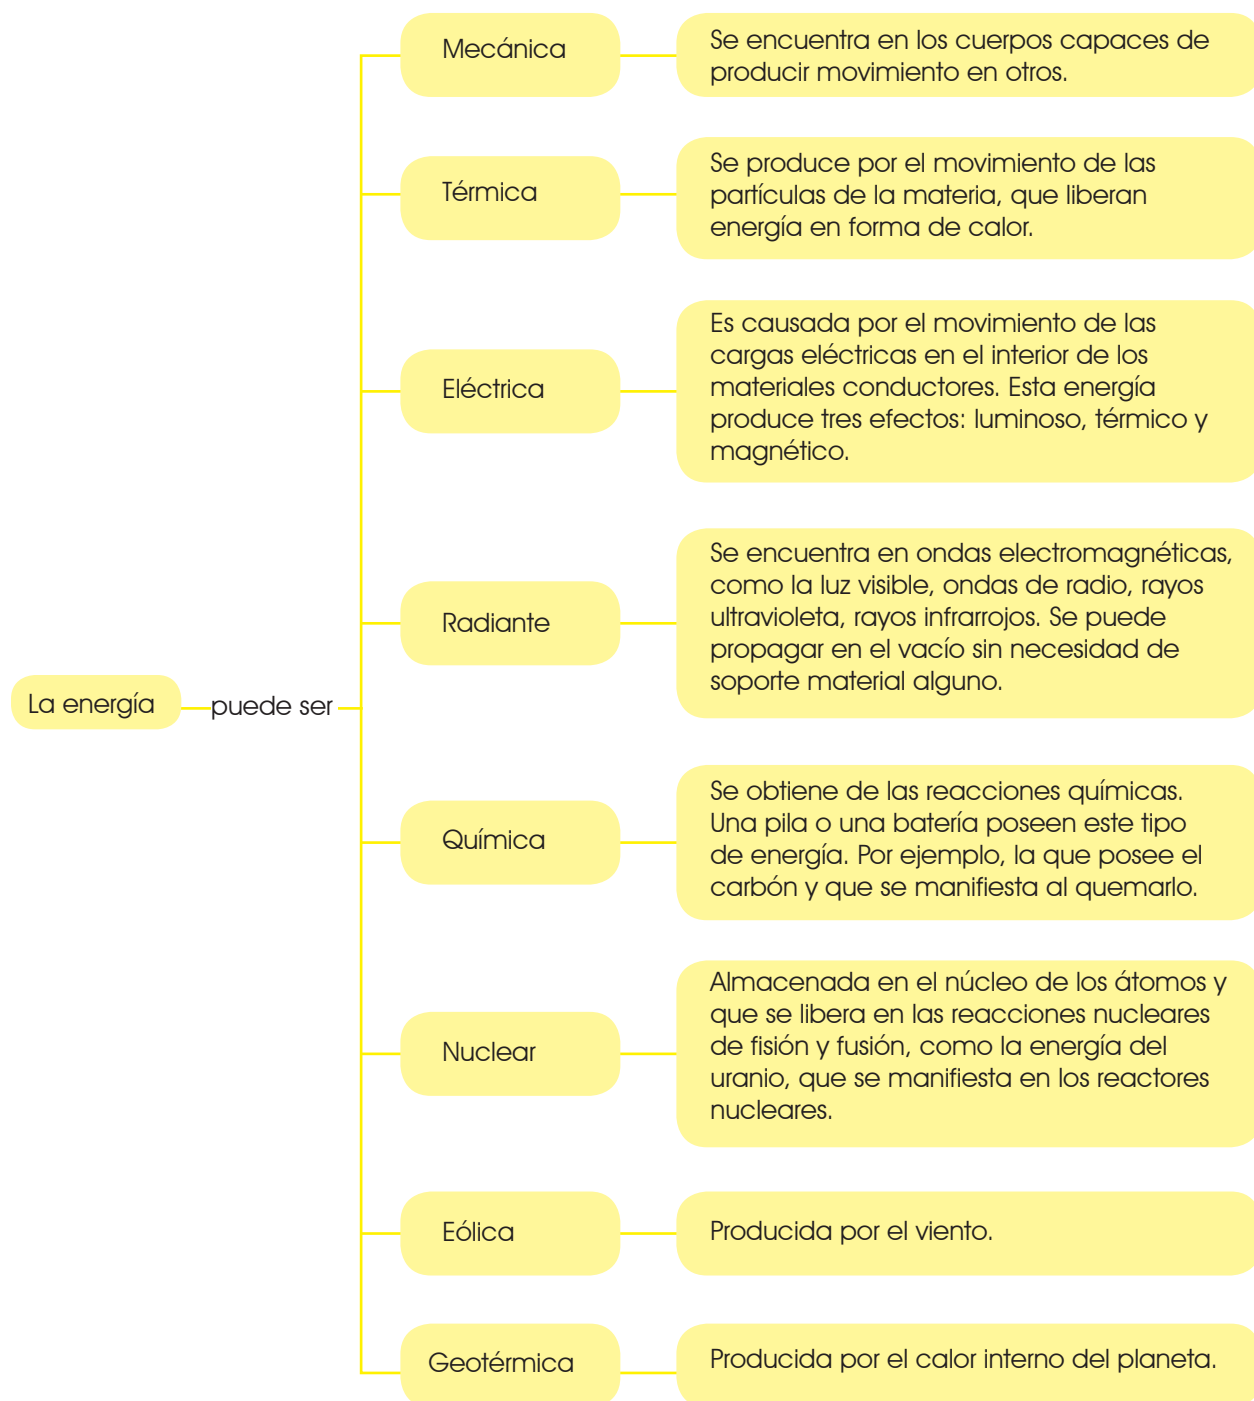 Mecánica
Se encuentra en los cuerpos capaces de
producir movimiento en otros.
Térmica
Se produce por el movimiento de las
partículas de la materia, que liberan
energía en forma de calor.
Eléctrica
Es causada por el movimiento de las
cargas eléctricas en el interior de los
materiales conductores. Esta energía
produce tres efectos: luminoso, térmico y
magnético.
Radiante
Se encuentra en ondas electromagnéticas,
como la luz visible, ondas de radio, rayos
ultravioleta, rayos infrarrojos. Se puede
propagar en el vacío sin necesidad de
soporte material alguno.
La energía puede ser
Química
Se obtiene de las reacciones químicas.
Una pila o una batería poseen este tipo
de energía. Por ejemplo, la que posee el
carbón y que se manifiesta al quemarlo.
Nuclear
Almacenada en el núcleo de los átomos y
que se libera en las reacciones nucleares
de fisión y fusión, como la energía del
uranio, que se manifiesta en los reactores
nucleares.
Eólica
Producida por el viento.
Geotérmica
Producida por el calor interno del planeta.